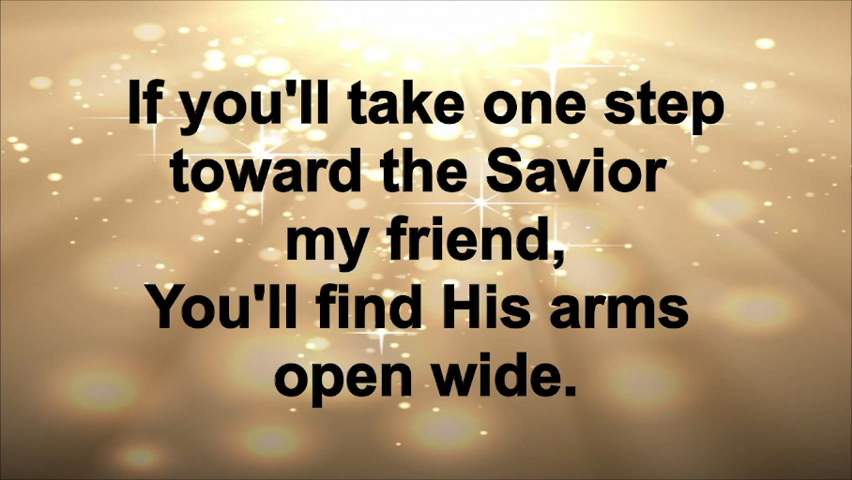 If you'll take one step
toward the Savior
my friend,
You'll find His arms
open wide.